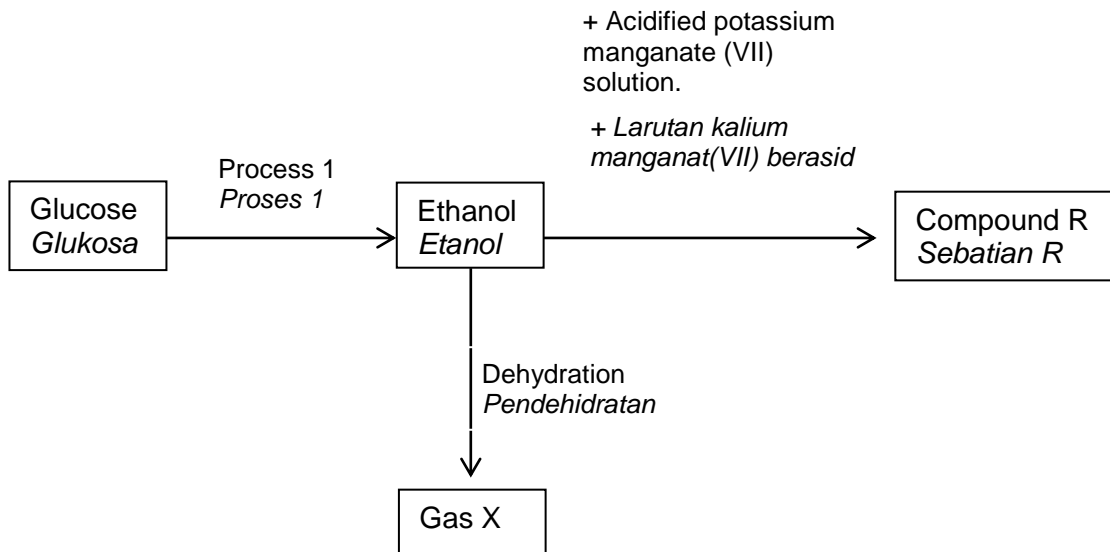 + Acidified potassium
manganate (VII)
solution.
+ Larutan kalium
manganat(VII) berasid
Process 1
Proses 1
Glucose
Glukosa
Ethanol
Etanol
Compound R
Sebatian R
Dehydration
Pendehidratan
Gas X